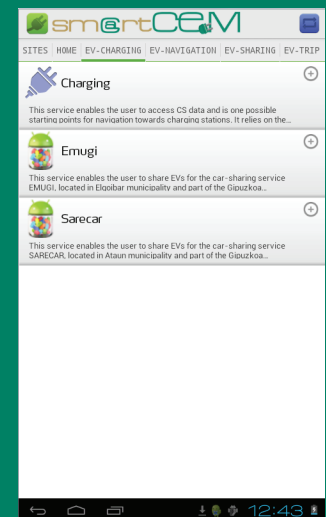 sm@rtCEM
SITES HOME EV-CHARGING EV-NAVIGATION EV-SHARING EV-TRIP
Charging
This service enables the user to access CS data and is one possible
starting points for navigation towards charging stations. It relies on the...
Emugi
This service enables the user to share EVs for the car-sharing service
EMUGI, located in Elgoibar municipality and part of the Gipuzkoa...
Sarecar
This service enables the user to share EVs for the car-sharing service
SARECAR, located in Ataun municipality and part of the Gipuzkoa...
12:43